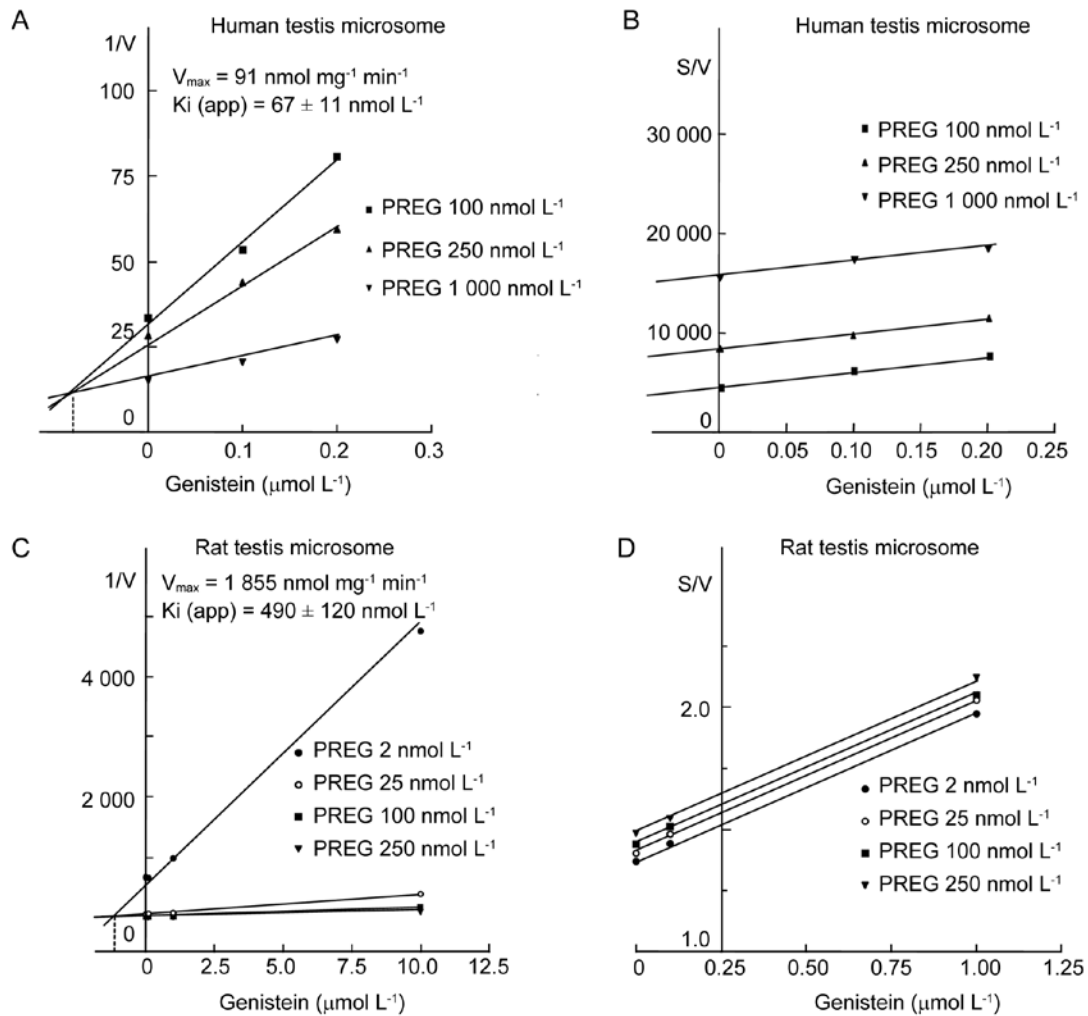 A
Human testis microsome
1/V
V_max = 91 nmol mg⁻¹ min⁻¹
Ki (app) = 67 ± 11 nmol L⁻¹
100
75
50
25
0
PREG 100 nmol L⁻¹
PREG 250 nmol L⁻¹
PREG 1 000 nmol L⁻¹
0 0.1 0.2 0.3
Genistein (μmol L⁻¹)
B
Human testis microsome
S/V
30 000
20 000
10 000
0
PREG 100 nmol L⁻¹
PREG 250 nmol L⁻¹
PREG 1 000 nmol L⁻¹
0 0.05 0.10 0.15 0.20 0.25
Genistein (μmol L⁻¹)
C
Rat testis microsome
1/V
V_max = 1 855 nmol mg⁻¹ min⁻¹
Ki (app) = 490 ± 120 nmol L⁻¹
4 000
2 000
0
PREG 2 nmol L⁻¹
PREG 25 nmol L⁻¹
PREG 100 nmol L⁻¹
PREG 250 nmol L⁻¹
0 2.5 5.0 7.5 10.0 12.5
Genistein (μmol L⁻¹)
D
Rat testis microsome
S/V
2.0
1.0
PREG 2 nmol L⁻¹
PREG 25 nmol L⁻¹
PREG 100 nmol L⁻¹
PREG 250 nmol L⁻¹
0 0.25 0.50 0.75 1.00 1.25
Genistein (μmol L⁻¹)